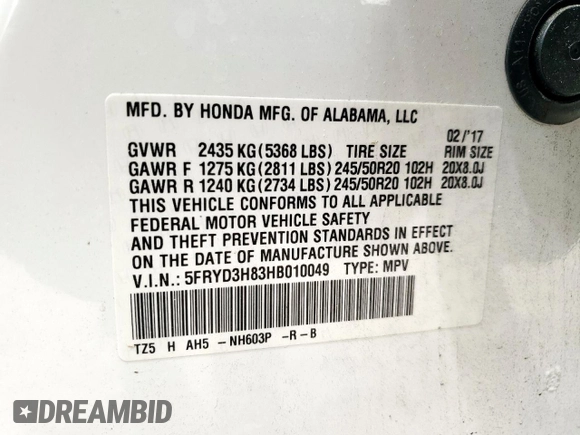 MFD. BY HONDA MFG. OF ALABAMA, LLC
02/'17
GVWR 2435 KG(5368 LBS) TIRE SIZE RIM SIZE
GAWR F 1275 KG(2811 LBS)245/50R20 102H 20X8.0J
GAWR R 1240 KG(2734 LBS)245/50R20 102H 20X8.0J
THIS VEHICLE CONFORMS TO ALL APPLICABLE
FEDERAL MOTOR VEHICLE SAFETY
AND THEFT PREVENTION STANDARDS IN EFFECT
ON THE DATE OF MANUFACTURE SHOWN ABOVE.
V.I.N.: 5FRYD3H83HB010049 TYPE: MPV
TZ5 H AH5 -NH603P -R-B
DREAMBID